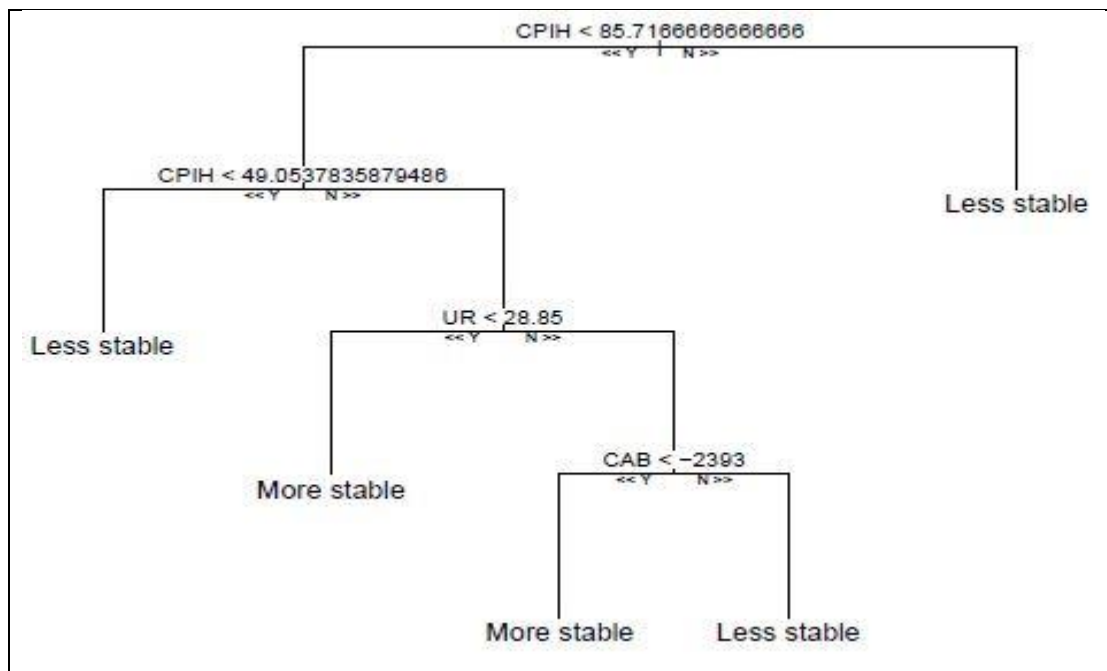 CPIH < 85.7166666666666
<< Y N >>
CPIH < 49.0537835879486
<< Y N >>
Less stable
UR < 28.85
<< Y N >>
Less stable
CAB < −2393
<< Y N >>
More stable
More stable Less stable